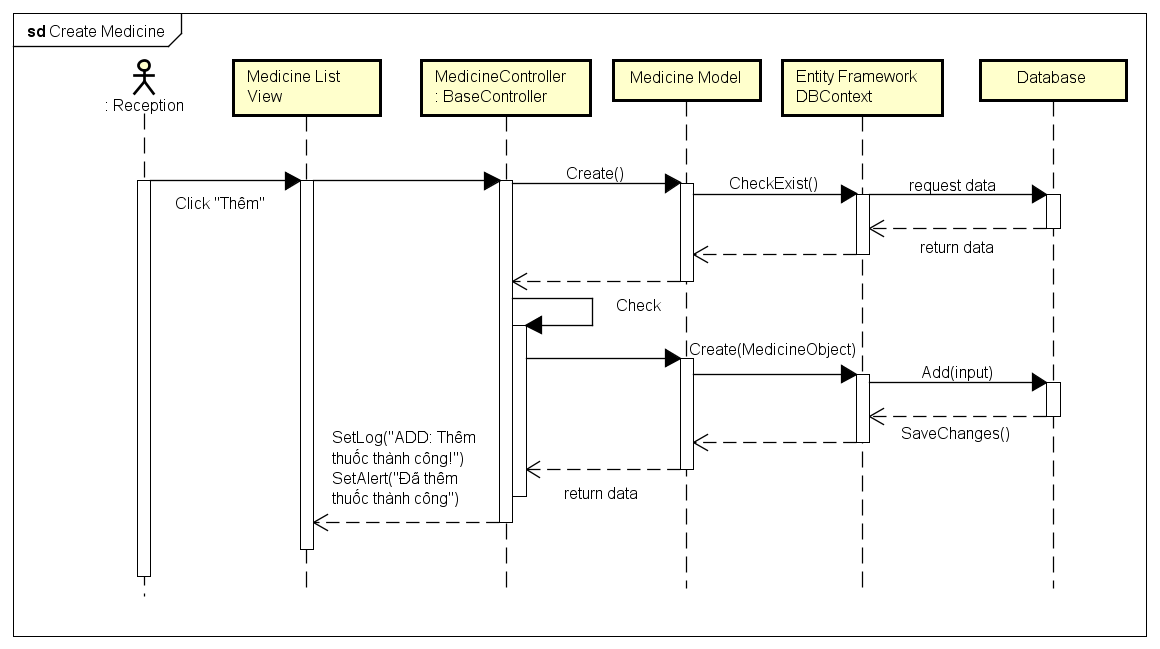 sd Create Medicine
: Reception
Medicine List
View
MedicineController
: BaseController
Medicine Model
Entity Framework
DBContext
Database
Click "Thêm"
Create()
CheckExist()
request data
return data
Check
Create(MedicineObject)
Add(input)
SaveChanges()
SetLog("ADD: Thêm
thuốc thành công!")
SetAlert("Đã thêm
thuốc thành công")
return data